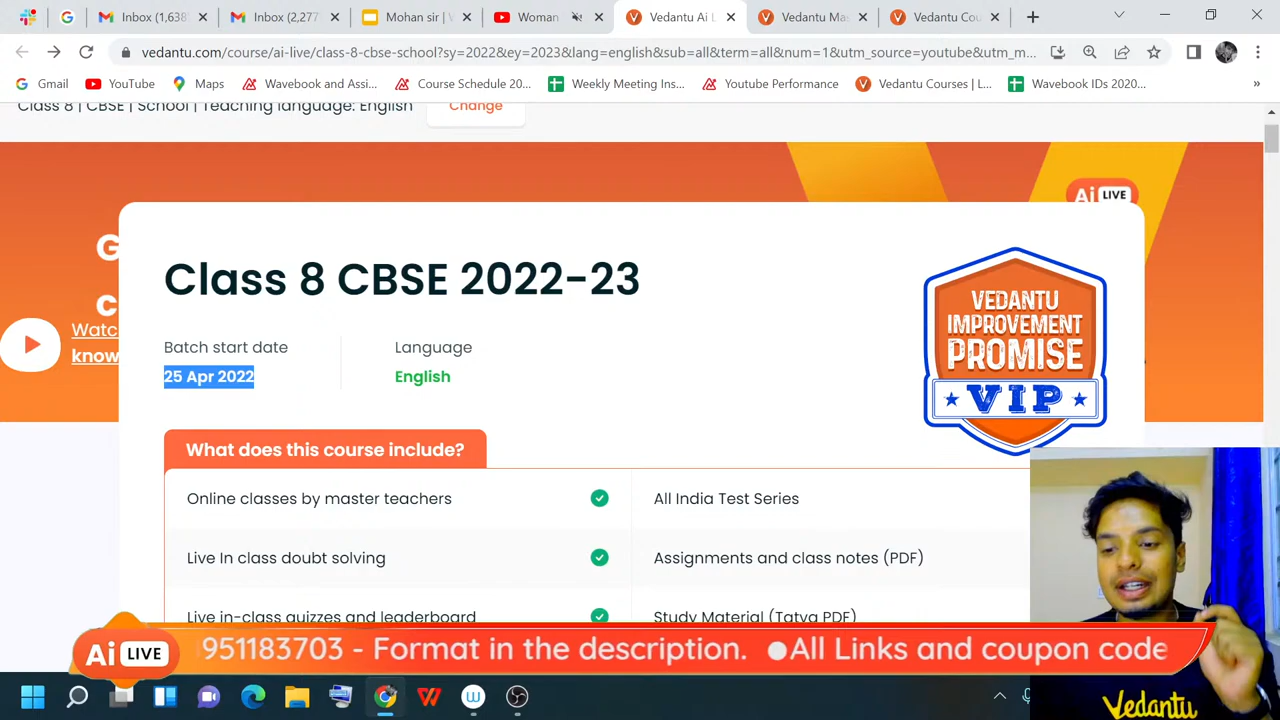 Inbox (1,638
Inbox (2,277
Mohan sir | V
Woman
Vedantu Ai L
Vedantu Ma
Vedantu Cou
vedantu.com/course/ai-live/class-8-cbse-school?sy=2022&ey=2023&lang=english&sub=all&term=all&num=1&utm_source=youtube&utm_m...
Gmail
YouTube
Maps
Wavebook and Assi...
Course Schedule 20...
Weekly Meeting Ins...
Youtube Performance
Vedantu Courses | L...
Wavebook IDs 2020...
Class 8 | CBSE | School | Teaching language: English
Change
Ai LIVE
G
c
Watc
know
Class 8 CBSE 2022-23
Batch start date
25 Apr 2022
Language
English
VEDANTU
IMPROVEMENT
PROMISE
VIP
What does this course include?
Online classes by master teachers
All India Test Series
Live In class doubt solving
Assignments and class notes (PDF)
Live in-class quizzes and leaderboard
Study Material (Tatva PDF)
Ai LIVE
951183703 - Format in the description. ●All Links and coupon code
Vedantu